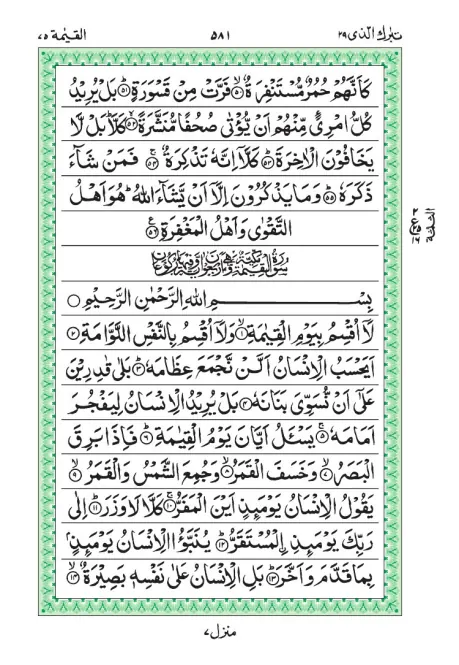 تبٰرك الذی ٢٩
٥٨١
القیٰمة ٧٥
كَاَنَّهُمْ حُمُرٌ مُّسْتَنْفِرَةٌ ﴿٥٠﴾ فَرَّتْ مِنْ قَسْوَرَةٍ ﴿٥١﴾ بَلْ یُرِیْدُ
كُلُّ امْرِئٍ مِّنْهُمْ اَنْ یُّؤْتٰى صُحُفًا مُّنَشَّرَةً ﴿٥٢﴾ كَلَّا بَلْ لَّا
یَخَافُوْنَ الْاٰخِرَةَ ﴿٥٣﴾ كَلَّاۤ اِنَّهٗ تَذْكِرَةٌ ﴿٥٤﴾ فَمَنْ شَآءَ
ذَكَرَهٗ ﴿٥٥﴾ وَمَا یَذْكُرُوْنَ اِلَّاۤ اَنْ یَّشَآءَ اللّٰهُ هُوَ اَهْلُ
التَّقْوٰى وَاَهْلُ الْمَغْفِرَةِ ﴿٥٦﴾
بِسْمِ اللّٰهِ الرَّحْمٰنِ الرَّحِیْمِ
لَاۤ اُقْسِمُ بِیَوْمِ الْقِیٰمَةِ ﴿١﴾ وَلَاۤ اُقْسِمُ بِالنَّفْسِ اللَّوَّامَةِ ﴿٢﴾
اَیَحْسَبُ الْاِنْسَانُ اَلَّنْ نَّجْمَعَ عِظَامَهٗ ﴿٣﴾ بَلٰى قٰدِرِیْنَ
عَلٰۤى اَنْ نُّسَوِّیَ بَنَانَهٗ ﴿٤﴾ بَلْ یُرِیْدُ الْاِنْسَانُ لِیَفْجُرَ
اَمَامَهٗ ﴿٥﴾ یَسْئَلُ اَیَّانَ یَوْمُ الْقِیٰمَةِ ﴿٦﴾ فَاِذَا بَرِقَ
الْبَصَرُ ﴿٧﴾ وَخَسَفَ الْقَمَرُ ﴿٨﴾ وَجُمِعَ الشَّمْسُ وَالْقَمَرُ ﴿٩﴾
یَقُوْلُ الْاِنْسَانُ یَوْمَئِذٍ اَیْنَ الْمَفَرُّ ﴿١٠﴾ كَلَّا لَا وَزَرَ ﴿١١﴾ اِلٰى
رَبِّكَ یَوْمَئِذِ ِۨالْمُسْتَقَرُّ ﴿١٢﴾ یُنَبَّؤُا الْاِنْسَانُ یَوْمَئِذٍۭ
بِمَا قَدَّمَ وَاَخَّرَ ﴿١٣﴾ بَلِ الْاِنْسَانُ عَلٰى نَفْسِهٖ بَصِیْرَةٌ ﴿١٤﴾
منزل ٧